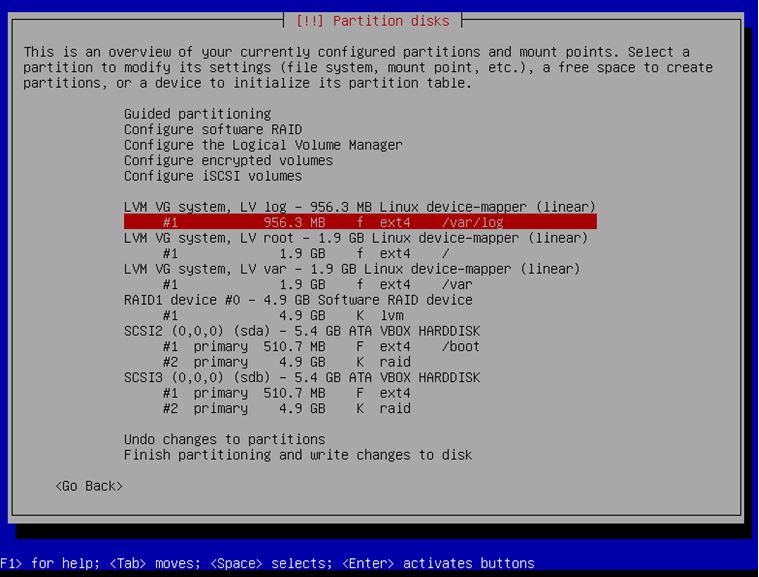 [!!] Partition disks
This is an overview of your currently configured partitions and mount points. Select a
partition to modify its settings (file system, mount point, etc.), a free space to create
partitions, or a device to initialize its partition table.
Guided partitioning
Configure software RAID
Configure the Logical Volume Manager
Configure encrypted volumes
Configure iSCSI volumes
LVM VG system, LV log - 956.3 MB Linux device-mapper (linear)
#1 956.3 MB f ext4 /var/log
LVM VG system, LV root - 1.9 GB Linux device-mapper (linear)
#1 1.9 GB f ext4 /
LVM VG system, LV var - 1.9 GB Linux device-mapper (linear)
#1 1.9 GB f ext4 /var
RAID1 device #0 - 4.9 GB Software RAID device
#1 4.9 GB K lvm
SCSI2 (0,0,0) (sda) - 5.4 GB ATA VBOX HARDDISK
#1 primary 510.7 MB F ext4 /boot
#2 primary 4.9 GB K raid
SCSI3 (0,0,0) (sdb) - 5.4 GB ATA VBOX HARDDISK
#1 primary 510.7 MB F ext4
#2 primary 4.9 GB K raid
Undo changes to partitions
Finish partitioning and write changes to disk
<Go Back>
F1> for help; <Tab> moves; <Space> selects; <Enter> activates buttons